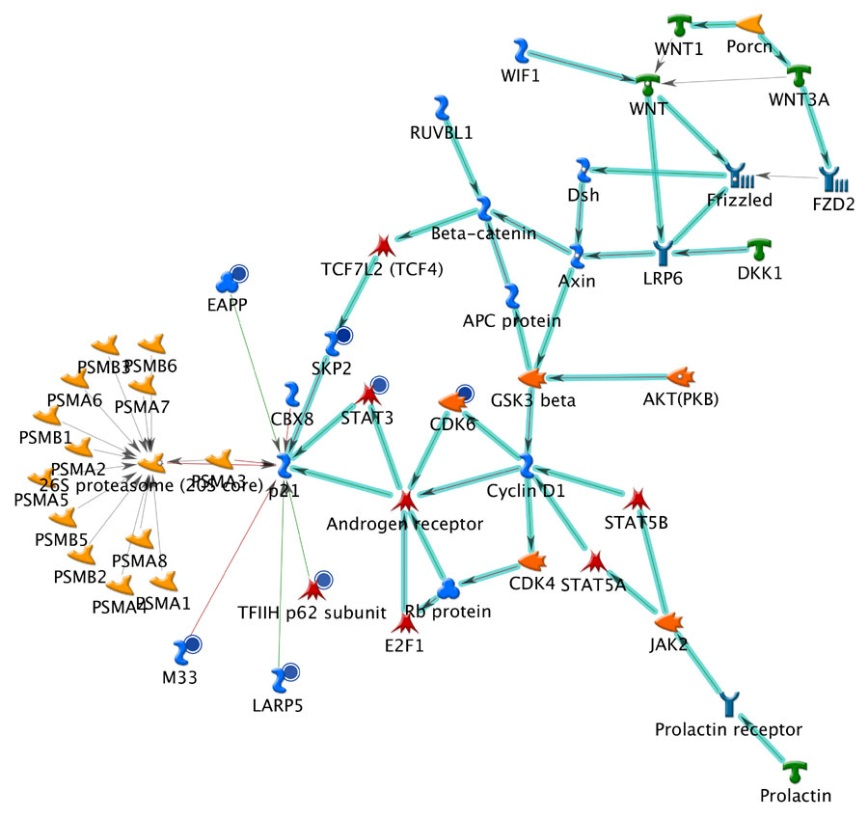 WNT1
Porcn
WIF1
WNT
WNT3A
RUVBL1
Dsh
Frizzled
FZD2
Beta-catenin
TCF7L2 (TCF4)
Axin
LRP6
DKK1
EAPP
APC protein
SKP2
PSMB3
PSMB6
PSMA6
PSMA7
CBX8
STAT3
CDK6
GSK3 beta
AKT(PKB)
PSMB1
PSMA2
PSMA3
26S proteasome (20S core)
p21
Cyclin D1
PSMA5
Androgen receptor
STAT5B
PSMB5
PSMA8
PSMB2
PSMA4
PSMA1
TFIIH p62 subunit
Rb protein
CDK4
STAT5A
E2F1
JAK2
M33
LARP5
Prolactin receptor
Prolactin